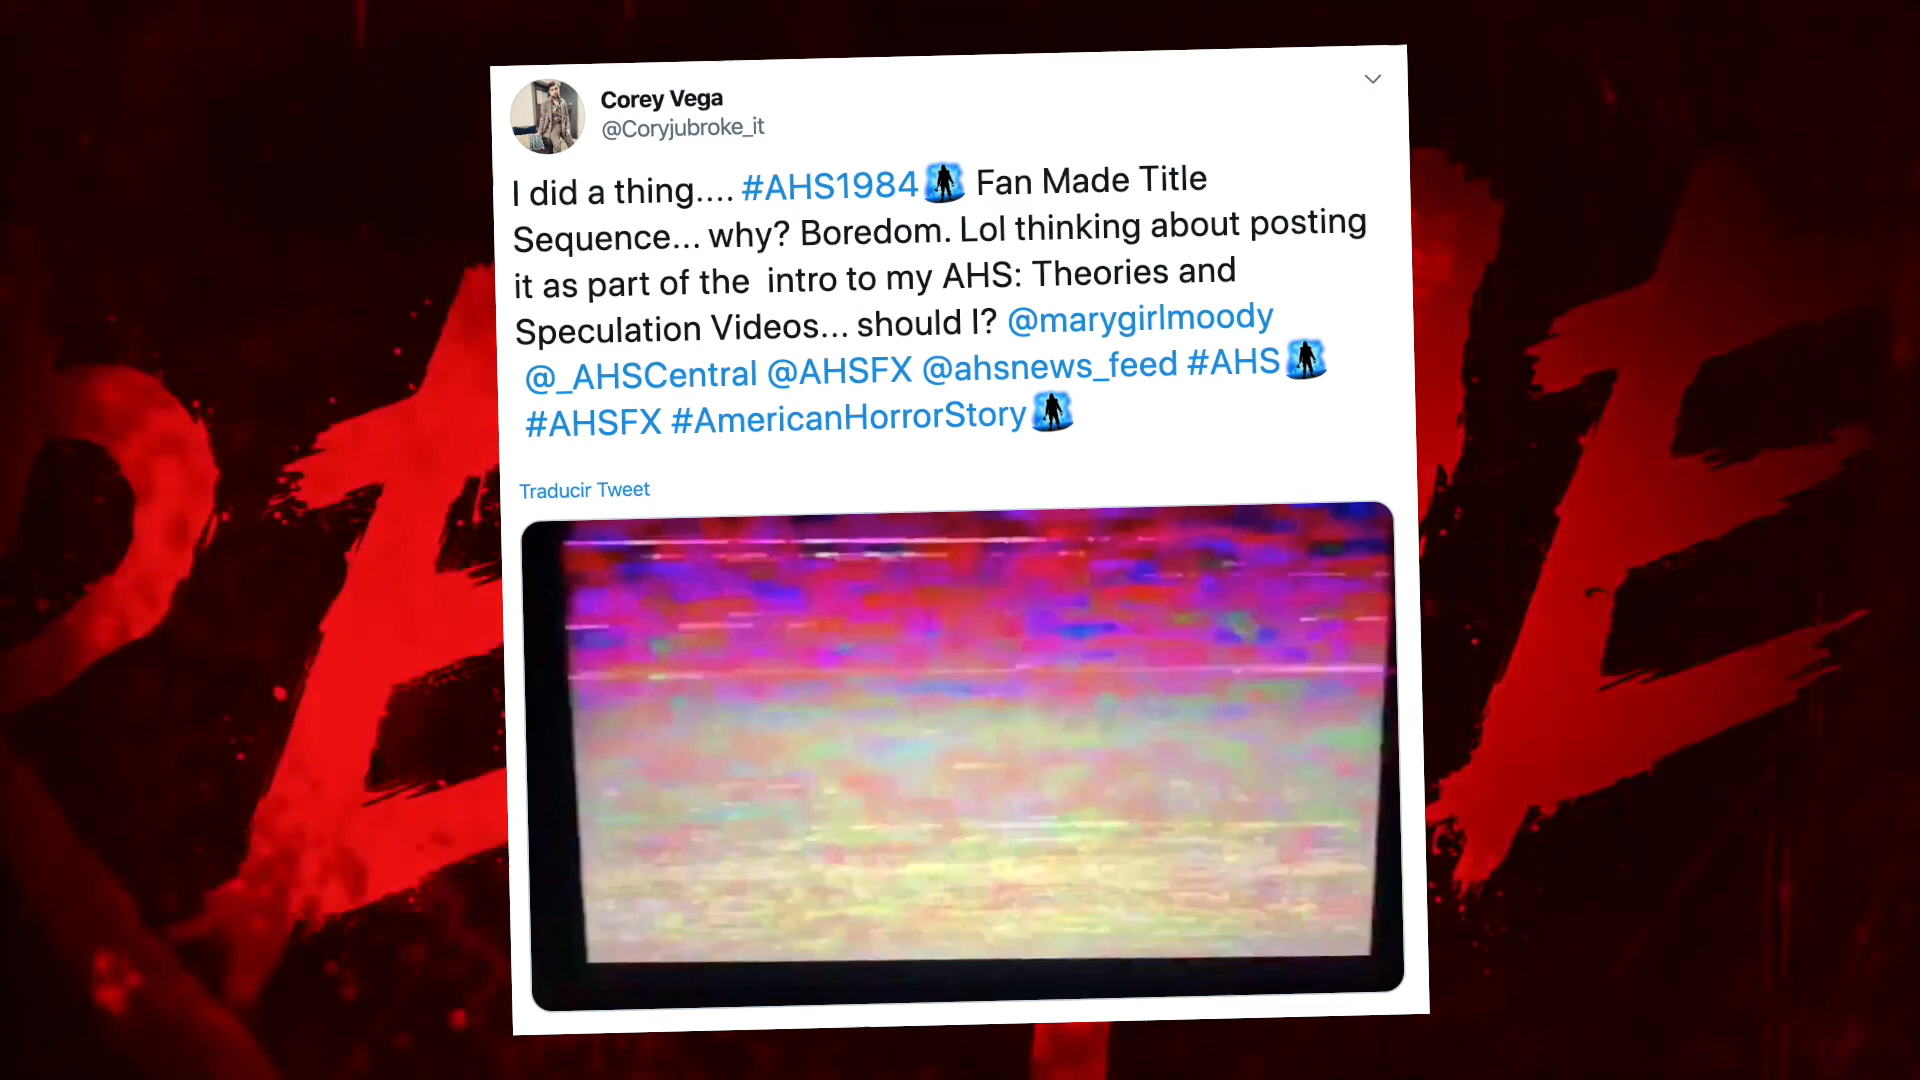 Corey Vega
@Coryjubroke_it
I did a thing.... #AHS1984 Fan Made Title
Sequence... why? Boredom. Lol thinking about posting
it as part of the  intro to my AHS: Theories and
Speculation Videos... should I? @marygirlmoody
@_AHSCentral @AHSFX @ahsnews_feed #AHS
#AHSFX #AmericanHorrorStory
Traducir Tweet